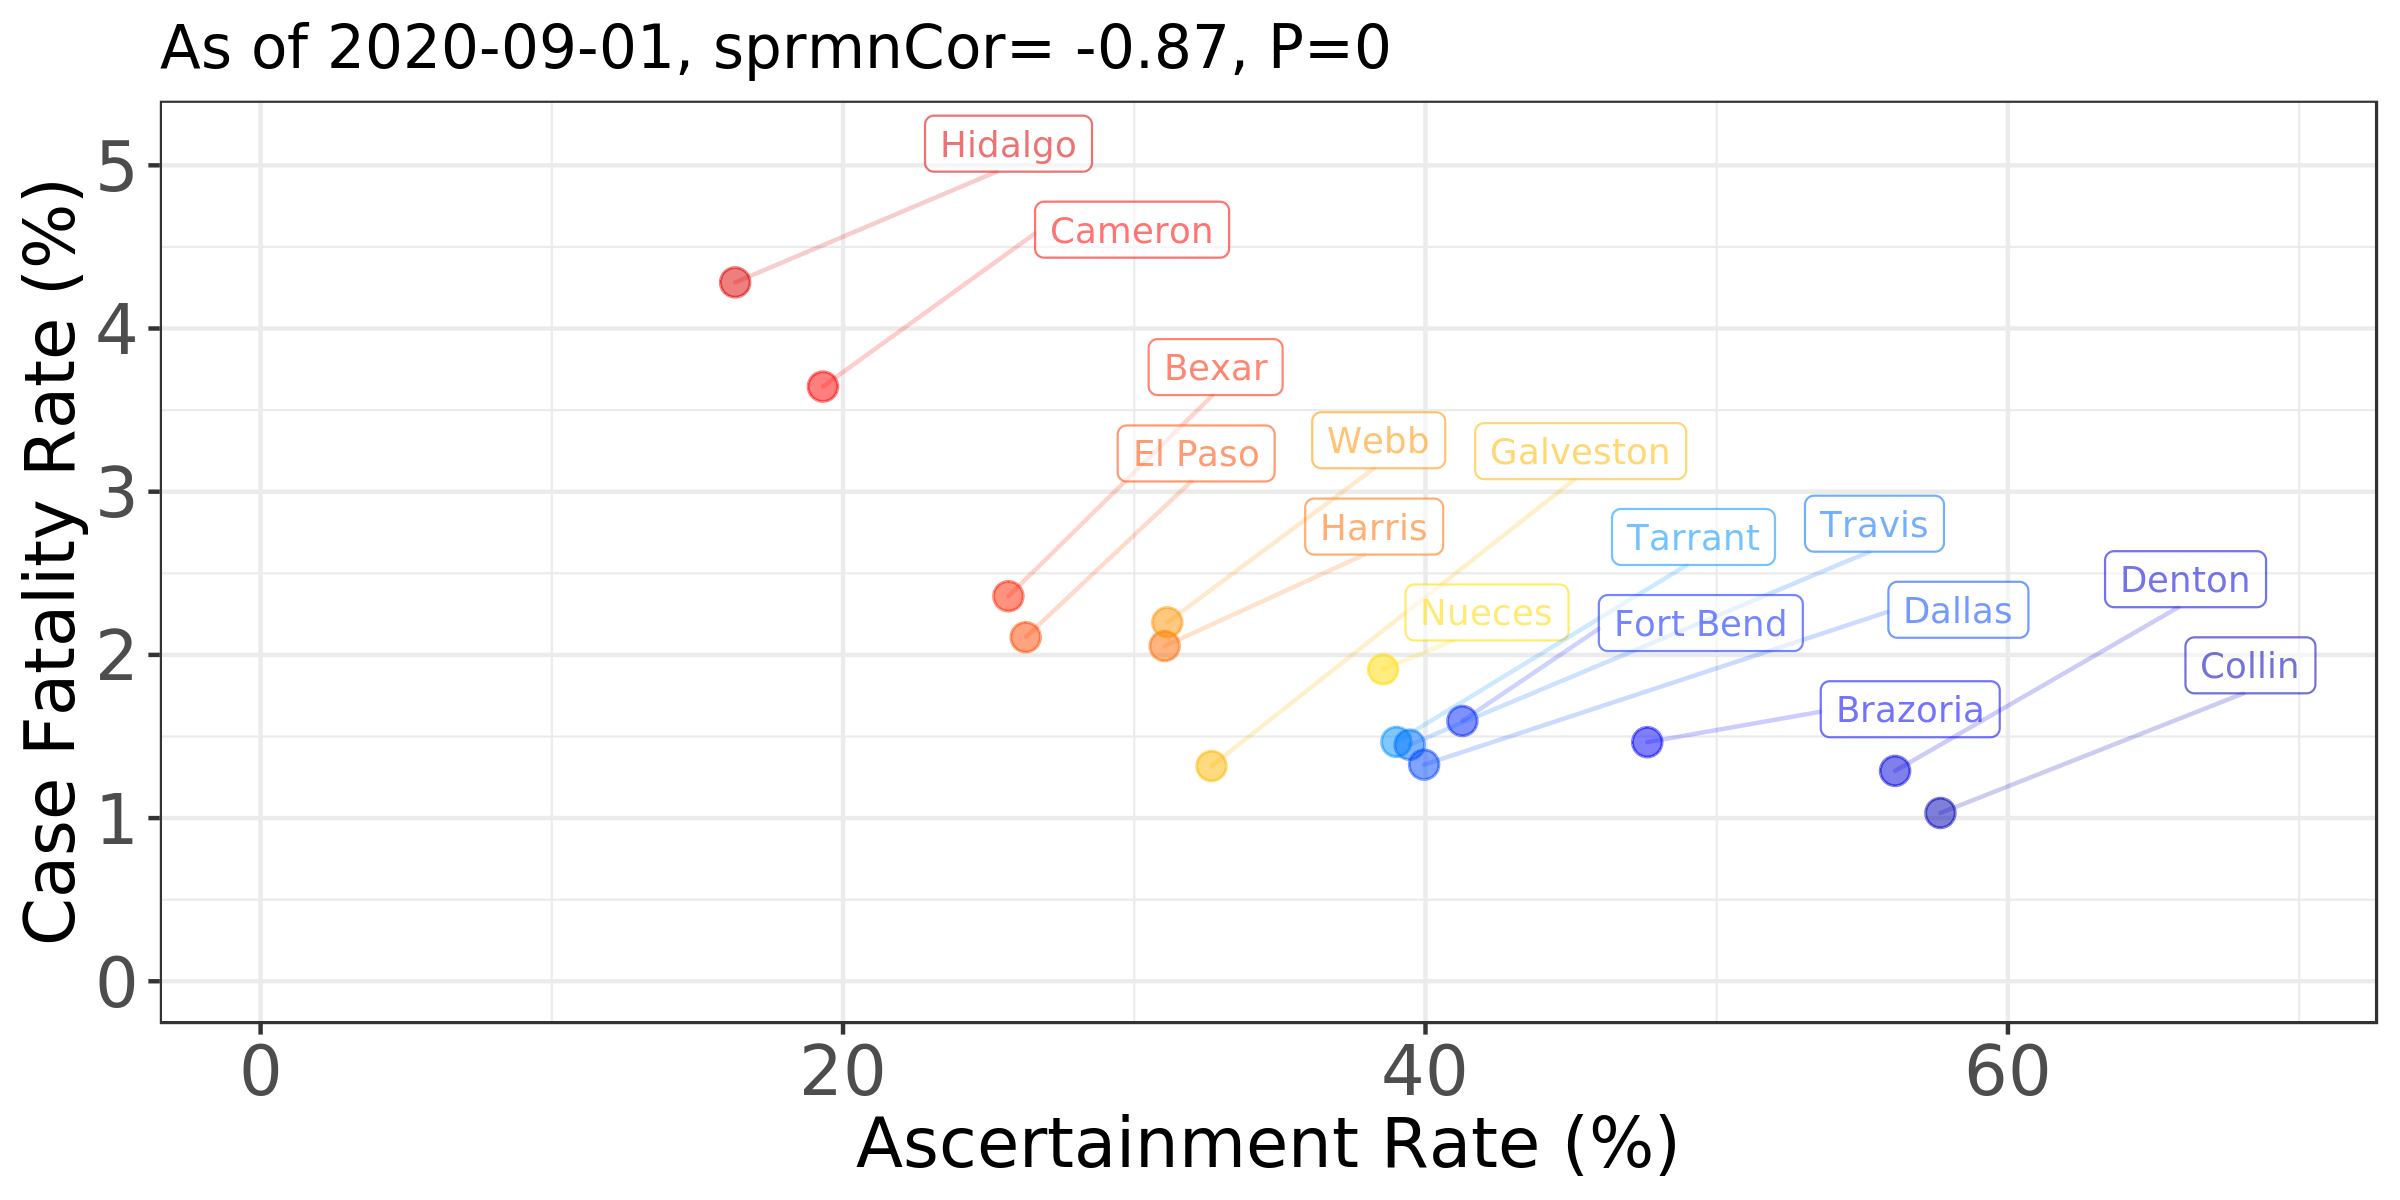 As of 2020-09-01, sprmnCor= -0.87, P=0
Case Fatality Rate (%)
5
4
3
2
1
0
Hidalgo
Cameron
Bexar
El Paso
Webb
Galveston
Harris
Tarrant
Travis
Nueces
Fort Bend
Dallas
Denton
Collin
Brazoria
0 20 40 60
Ascertainment Rate (%)